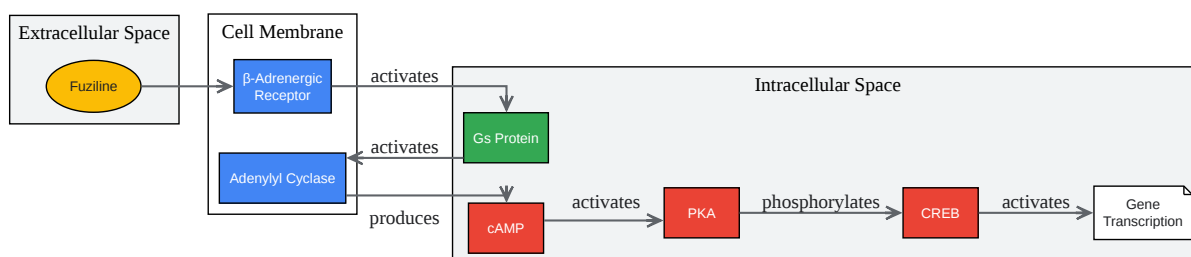 Extracellular Space
Fuziline
Cell Membrane
β-Adrenergic
Receptor
activates
Intracellular Space
Gs Protein
activates
Adenylyl Cyclase
produces
cAMP
activates
PKA
phosphorylates
CREB
activates
Gene
Transcription